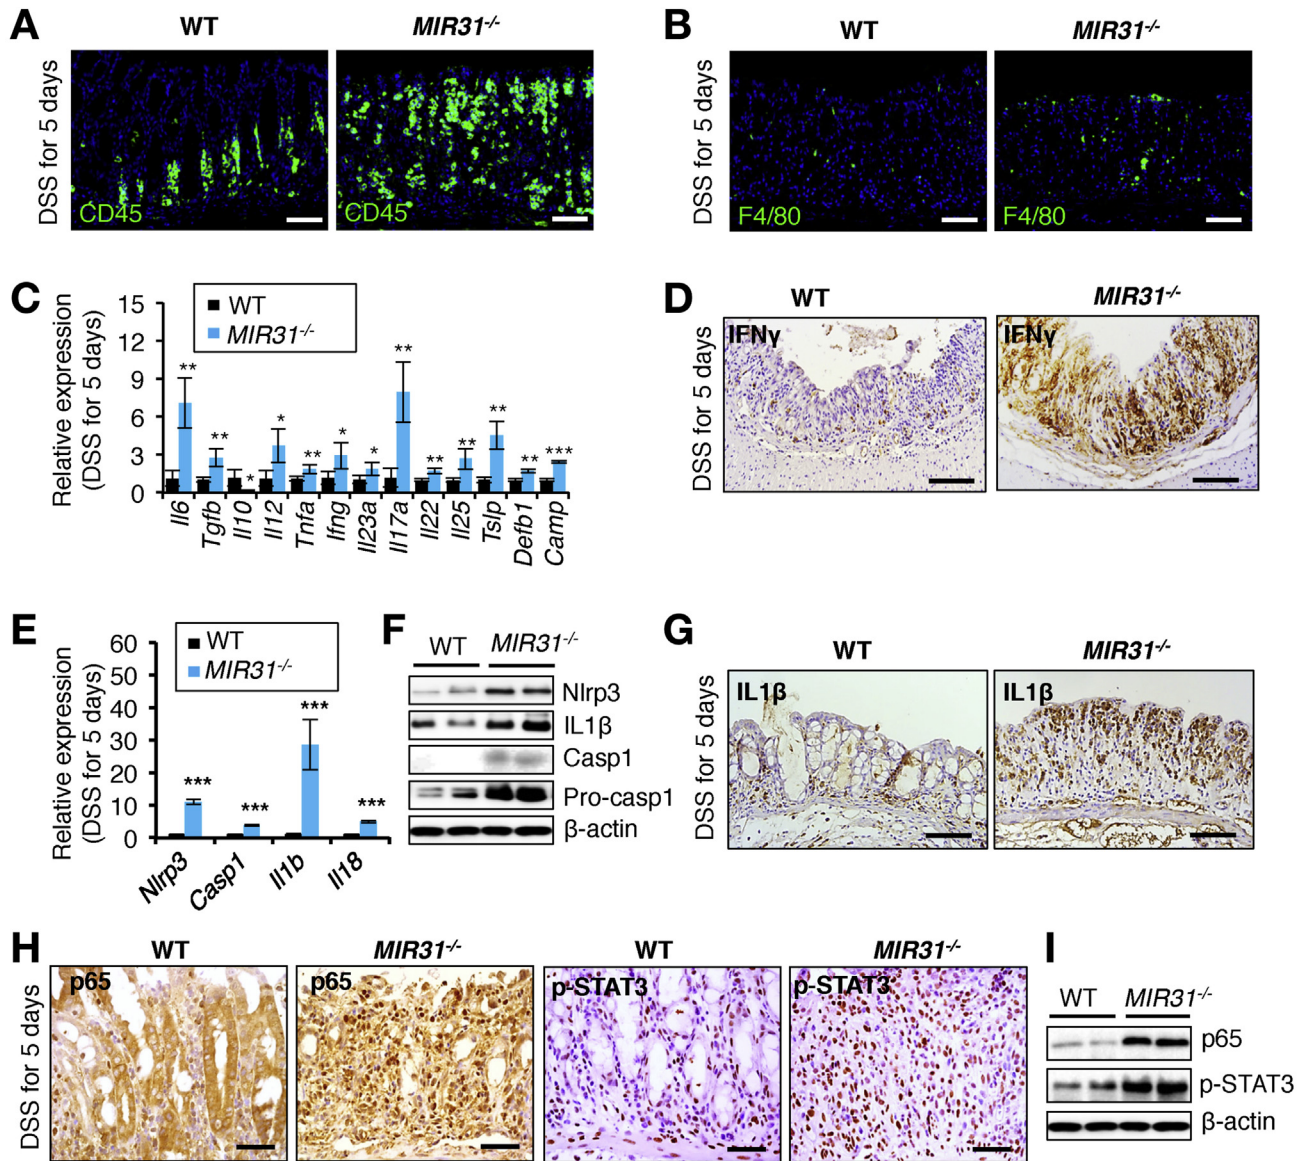 A
WT
MIR31-/-
DSS for 5 days
CD45
CD45
B
WT
MIR31-/-
DSS for 5 days
F4/80
F4/80
C
Relative expression
(DSS for 5 days)
WT
MIR31-/-
15
12
9
6
3
0
** ** * * ** * * ** ** ** ** ** ***
Il6 Tgfb Il10 Il12 Tnfa Ifng Il23a Il17a Il22 Il25 Tslp Defb1 Camp
D
WT
MIR31-/-
DSS for 5 days
IFNγ
IFNγ
E
Relative expression
(DSS for 5 days)
WT
MIR31-/-
60
50
40
30
20
10
0
*** *** *** ***
Nlrp3 Casp1 Il1b Il18
F
WT
MIR31-/-
Nlrp3
IL1β
Casp1
Pro-casp1
β-actin
G
WT
MIR31-/-
DSS for 5 days
IL1β
IL1β
H
WT
MIR31-/-
WT
MIR31-/-
DSS for 5 days
p65
p65
p-STAT3
p-STAT3
I
WT
MIR31-/-
p65
p-STAT3
β-actin